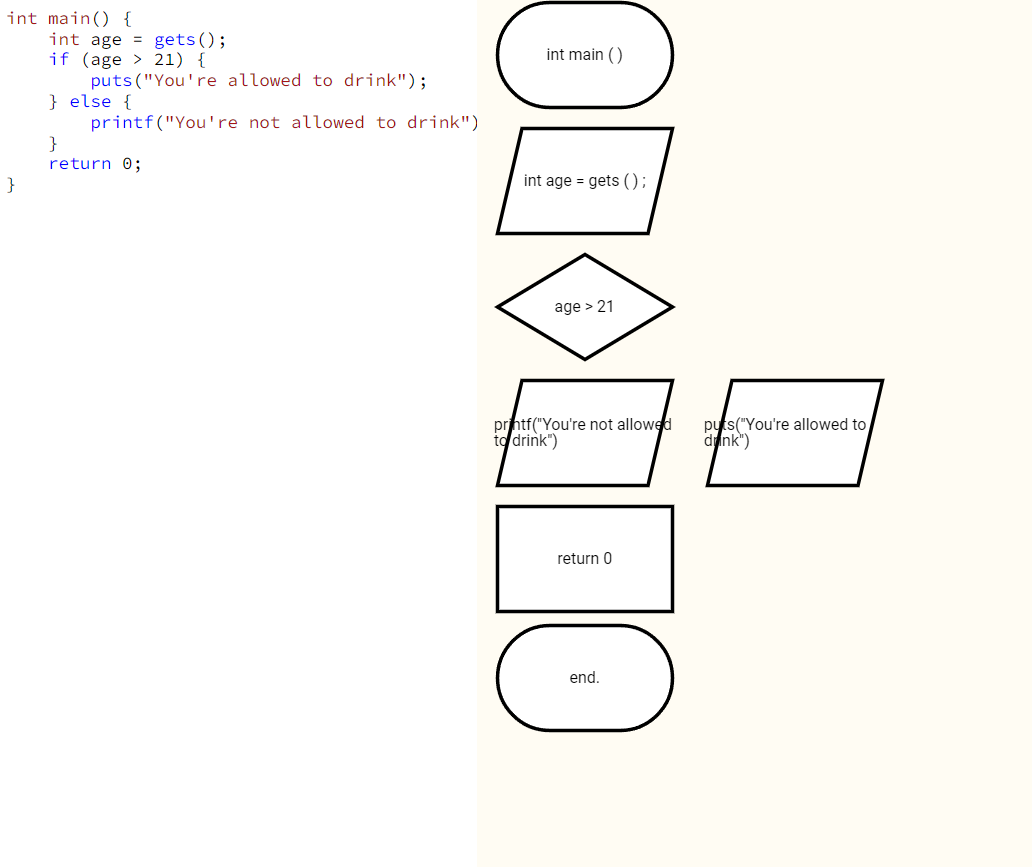 int main() {
    int age = gets();
    if (age > 21) {
        puts("You're allowed to drink");
    } else {
        printf("You're not allowed to drink")
    }
    return 0;
}
int main ( )
int age = gets ( ) ;
age > 21
printf("You're not allowed
to drink")
puts("You're allowed to
drink")
return 0
end.